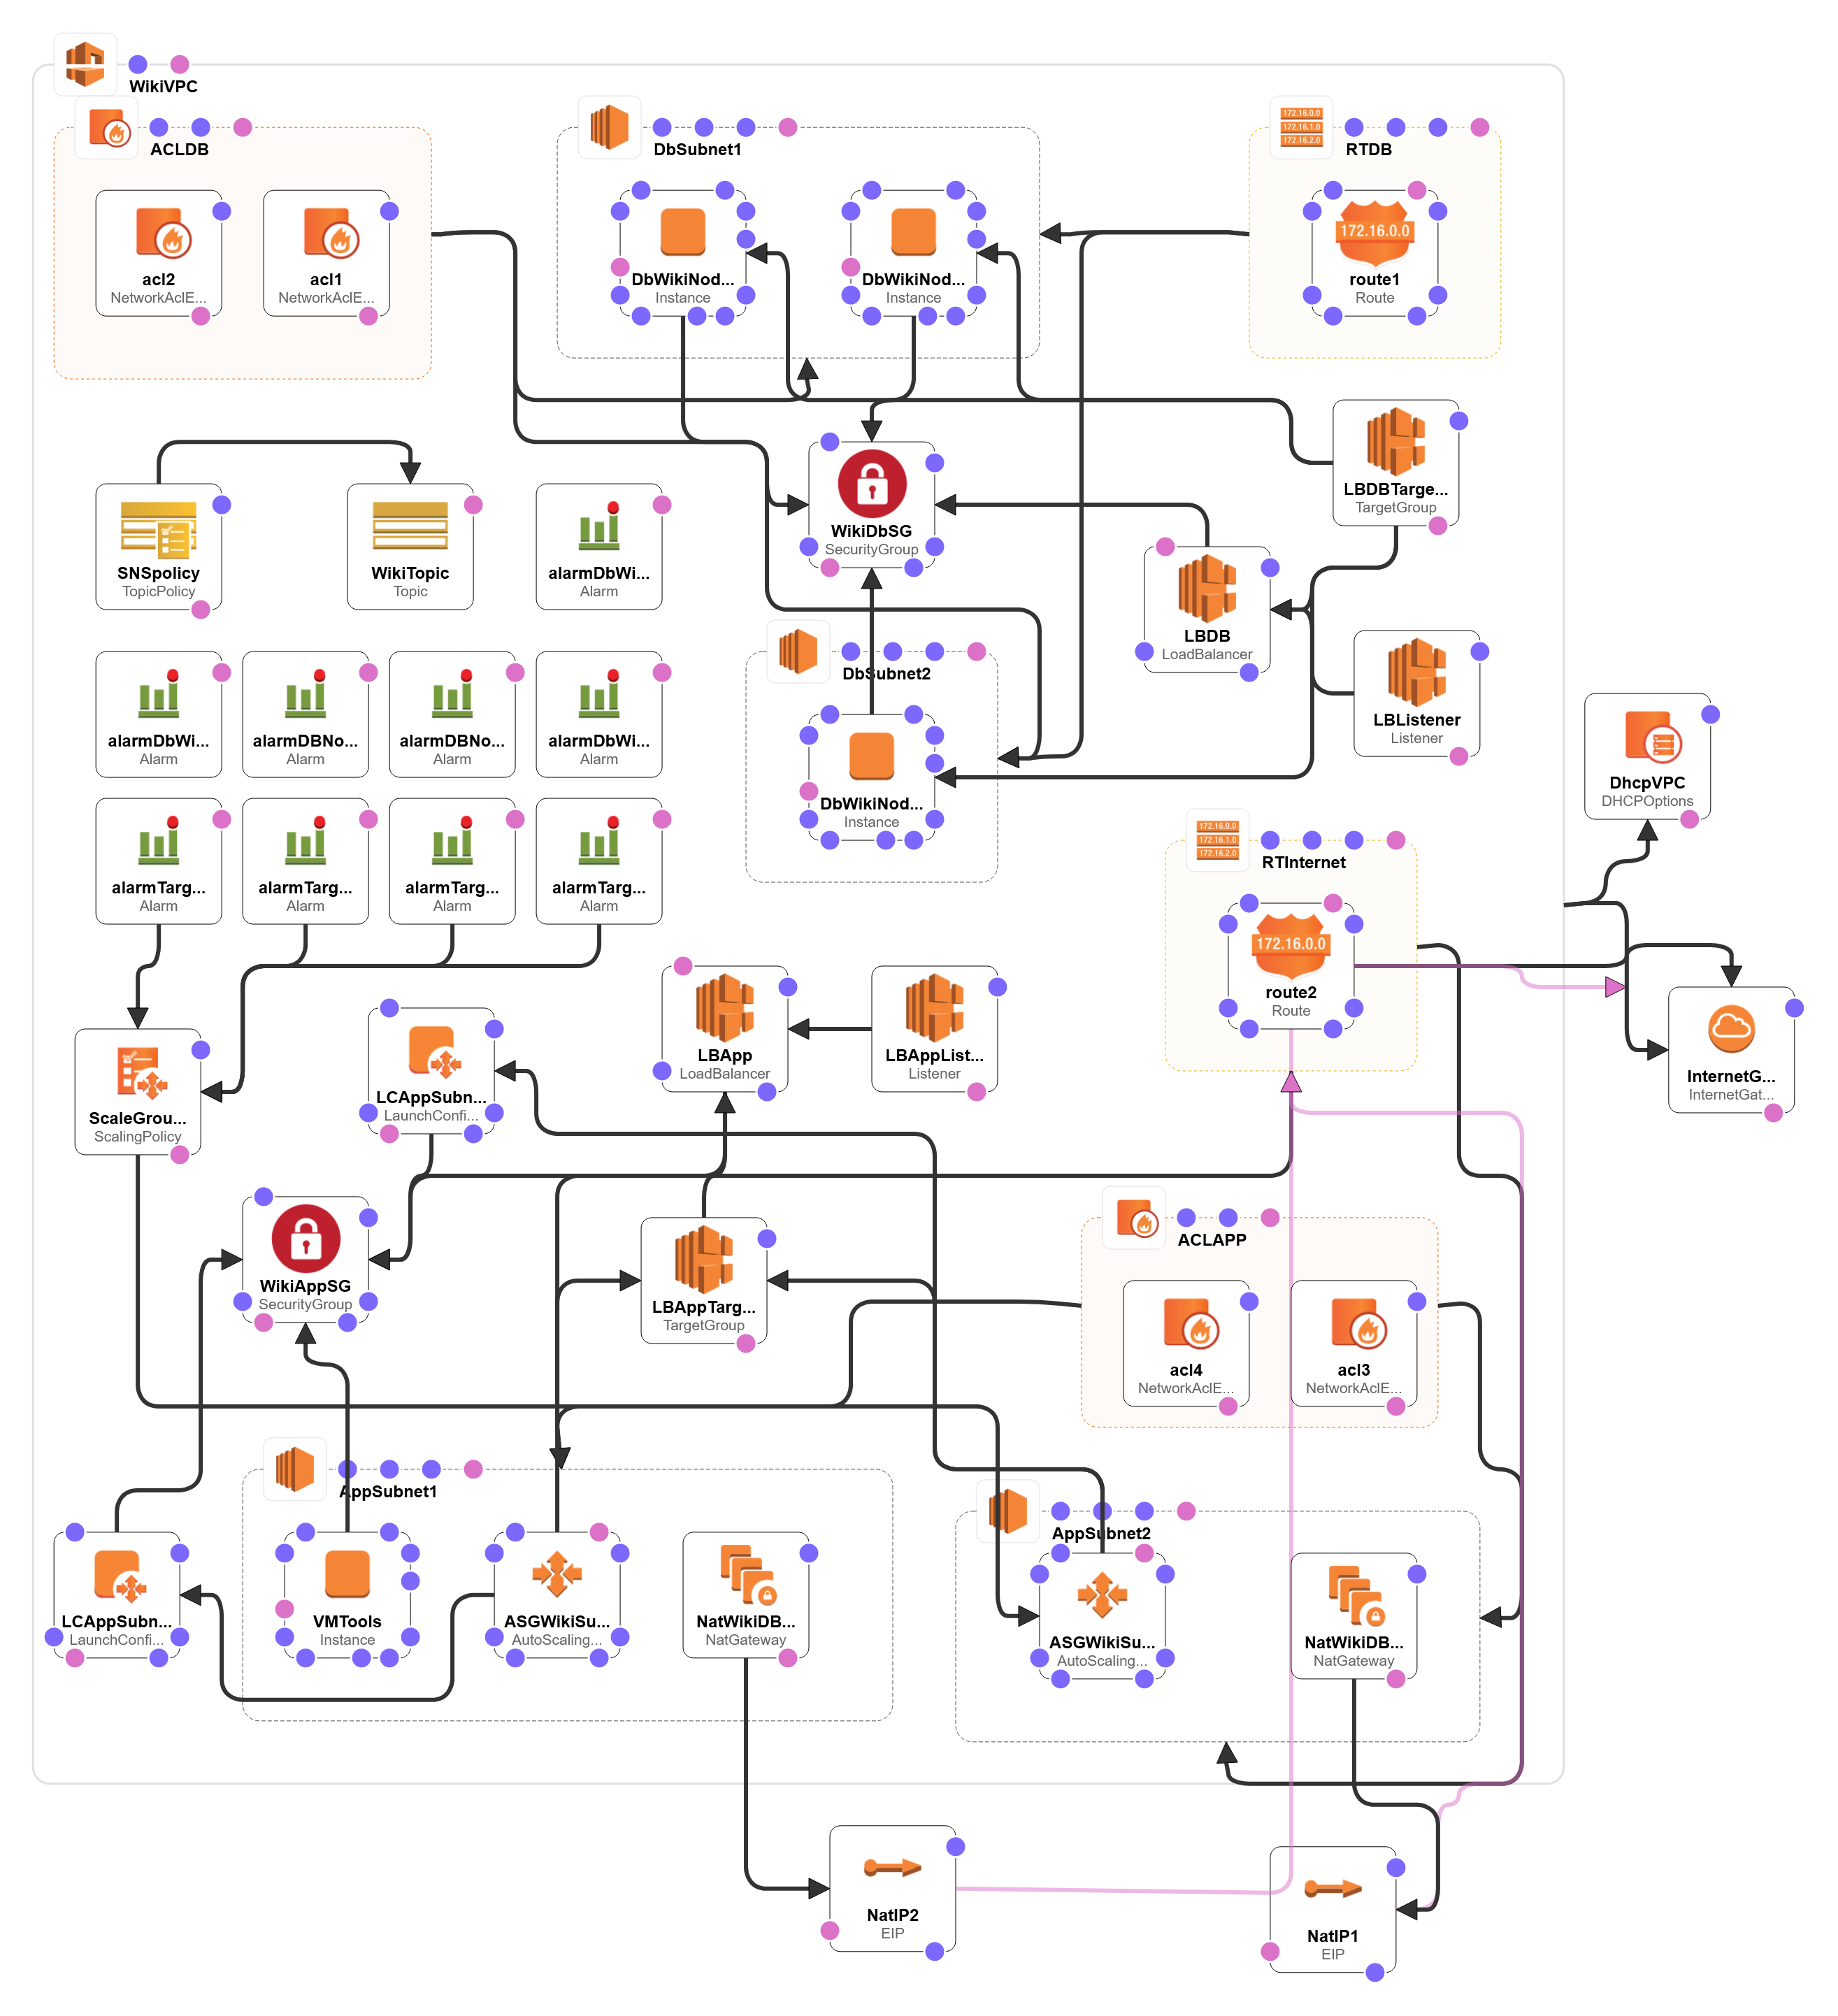 WikiVPC
ACLDB
DbSubnet1
RTDB
172.16.0.0
172.16.1.0
172.16.2.0
acl2
NetworkAclE...
acl1
NetworkAclE...
DbWikiNod...
Instance
DbWikiNod...
Instance
172.16.0.0
route1
Route
SNSpolicy
TopicPolicy
WikiTopic
Topic
alarmDbWi...
Alarm
WikiDbSG
SecurityGroup
LBDBTarge...
TargetGroup
LBDB
LoadBalancer
DbSubnet2
LBListener
Listener
alarmDbWi...
Alarm
alarmDBNo...
Alarm
alarmDBNo...
Alarm
alarmDbWi...
Alarm
DbWikiNod...
Instance
DhcpVPC
DHCPOptions
alarmTarg...
Alarm
alarmTarg...
Alarm
alarmTarg...
Alarm
alarmTarg...
Alarm
172.16.0.0
172.16.1.0
172.16.2.0
RTInternet
172.16.0.0
route2
Route
LBApp
LoadBalancer
LBAppList...
Listener
InternetG...
InternetGat...
ScaleGrou...
ScalingPolicy
LCAppSubn...
LaunchConfi...
WikiAppSG
SecurityGroup
LBAppTarg...
TargetGroup
ACLAPP
acl4
NetworkAclE...
acl3
NetworkAclE...
AppSubnet1
AppSubnet2
LCAppSubn...
LaunchConfi...
VMTools
Instance
ASGWikiSu...
AutoScaling...
NatWikiDB...
NatGateway
ASGWikiSu...
AutoScaling...
NatWikiDB...
NatGateway
NatIP2
EIP
NatIP1
EIP